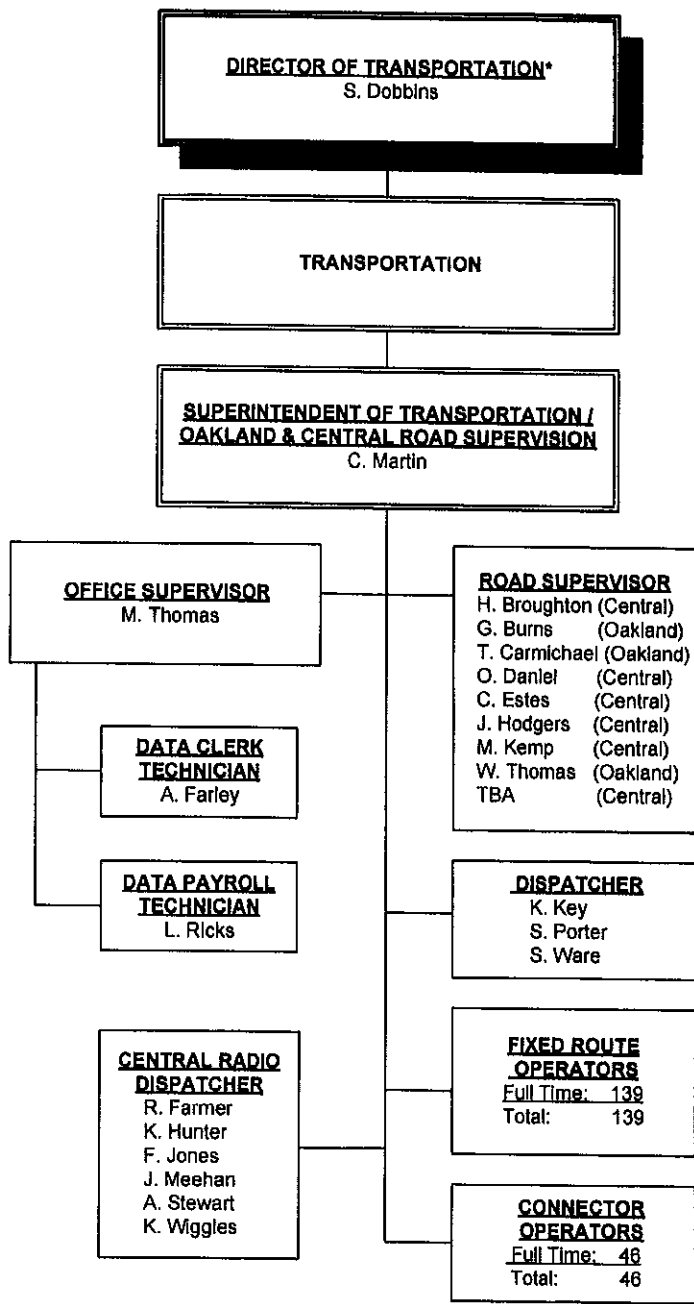 DIRECTOR OF TRANSPORTATION*
S. Dobbins
TRANSPORTATION
SUPERINTENDENT OF TRANSPORTATION /
OAKLAND & CENTRAL ROAD SUPERVISION
C. Martin
OFFICE SUPERVISOR
M. Thomas
DATA CLERK
TECHNICIAN
A. Farley
DATA PAYROLL
TECHNICIAN
L. Ricks
CENTRAL RADIO
DISPATCHER
R. Farmer
K. Hunter
F. Jones
J. Meehan
A. Stewart
K. Wiggles
ROAD SUPERVISOR
H. Broughton (Central)
G. Burns (Oakland)
T. Carmichael (Oakland)
O. Daniel (Central)
C. Estes (Central)
J. Hodgers (Central)
M. Kemp (Central)
W. Thomas (Oakland)
TBA (Central)
DISPATCHER
K. Key
S. Porter
S. Ware
FIXED ROUTE
OPERATORS
Full Time: 139
Total: 139
CONNECTOR
OPERATORS
Full Time: 46
Total: 46